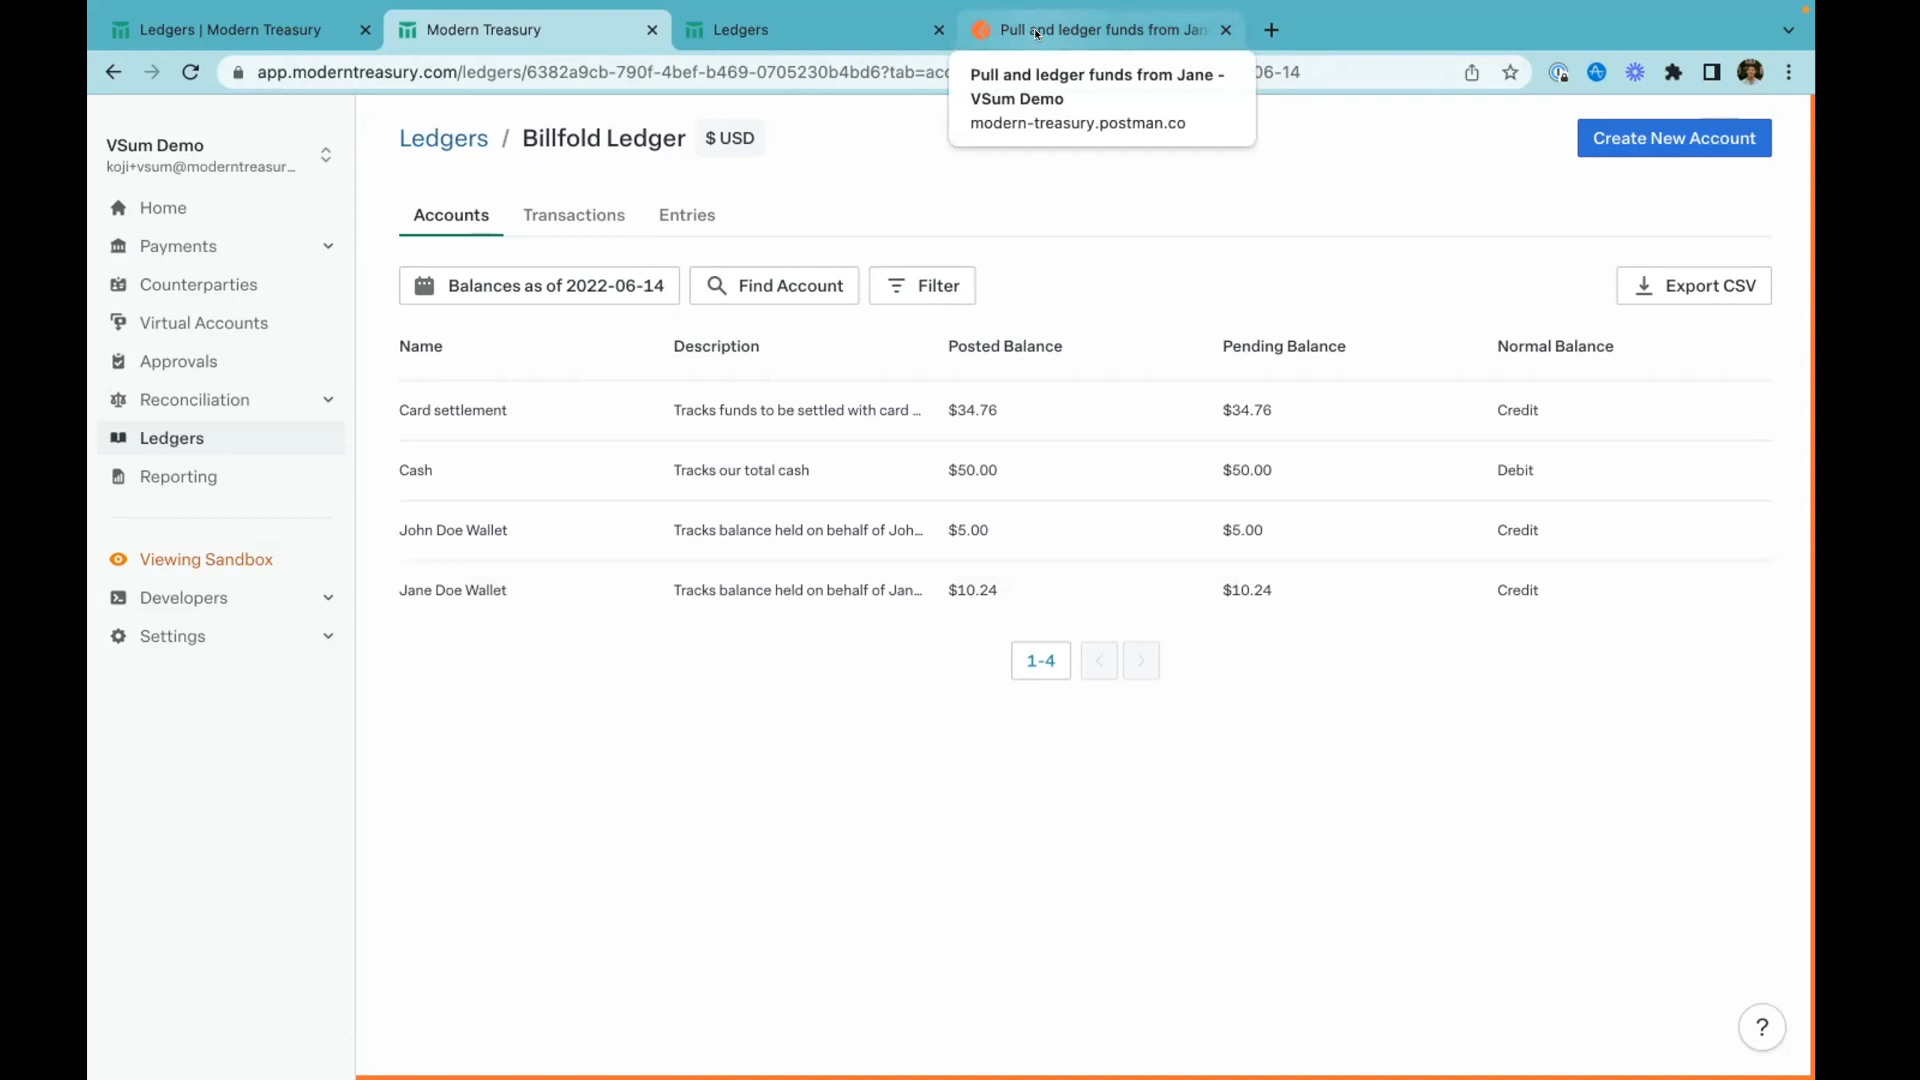 Ledgers | Modern Treasury
Modern Treasury
Ledgers
Pull and ledger funds from Jan
app.moderntreasury.com/ledgers/6382a9cb-790f-4bef-b469-0705230b4bd6?tab=acc
06-14
Pull and ledger funds from Jane -
VSum Demo
modern-treasury.postman.co
VSum Demo
koji+vsum@moderntreasur...
Home
Payments
Counterparties
Virtual Accounts
Approvals
Reconciliation
Ledgers
Reporting
Viewing Sandbox
Developers
Settings
Ledgers / Billfold Ledger $ USD
Create New Account
Accounts Transactions Entries
Balances as of 2022-06-14 Find Account Filter Export CSV
Name Description Posted Balance Pending Balance Normal Balance
Card settlement Tracks funds to be settled with card ... $34.76 $34.76 Credit
Cash Tracks our total cash $50.00 $50.00 Debit
John Doe Wallet Tracks balance held on behalf of Joh... $5.00 $5.00 Credit
Jane Doe Wallet Tracks balance held on behalf of Jan... $10.24 $10.24 Credit
1-4
?